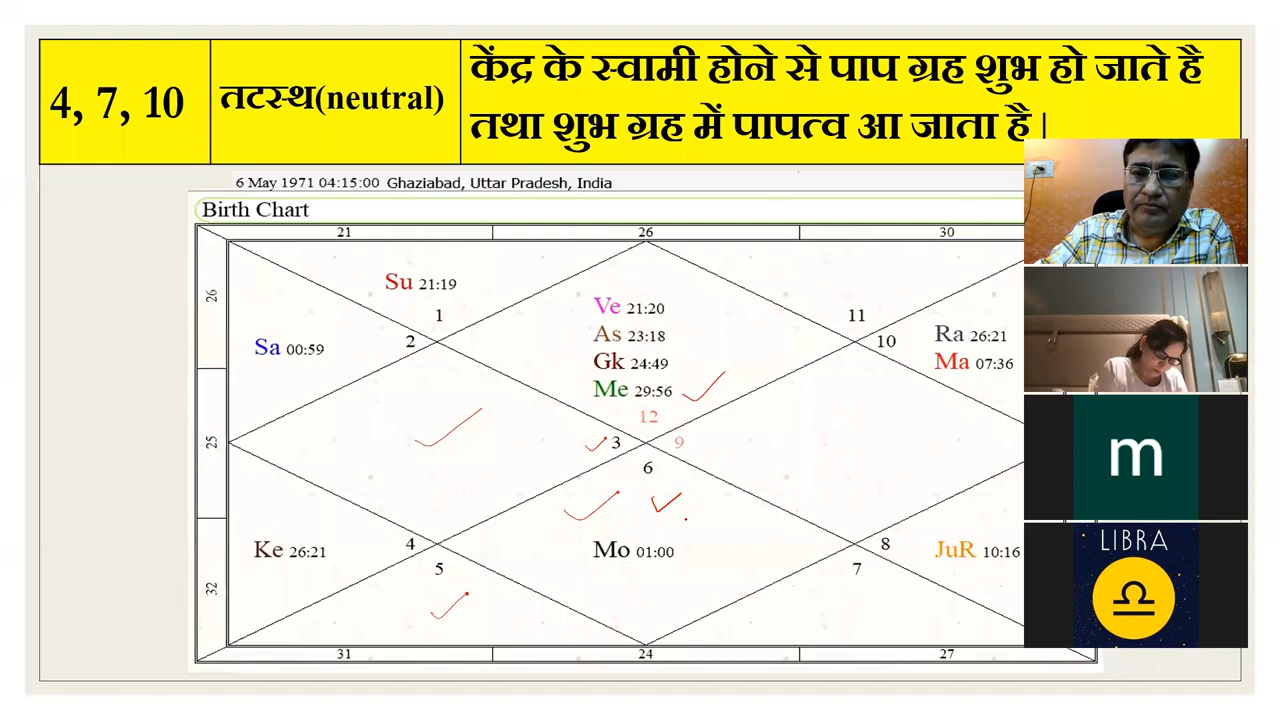 4, 7, 10
तटस्थ(neutral)
केंद्र के स्वामी होने से पाप ग्रह शुभ हो जाते है
तथा शुभ ग्रह में पापत्व आ जाता है|
6 May 1971 04:15:00 Ghaziabad, Uttar Pradesh, India
Birth Chart
21
26
30
26
Su 21:19
1
Sa 00:59
2
Ve 21:20
As 23:18
Gk 24:49
Me 29:56
12
11
10
Ra 26:21
Ma 07:36
25
3
9
6
Ke 26:21
4
5
Mo 01:00
8
7
JuR 10:16
32
31
24
27
m
LIBRA